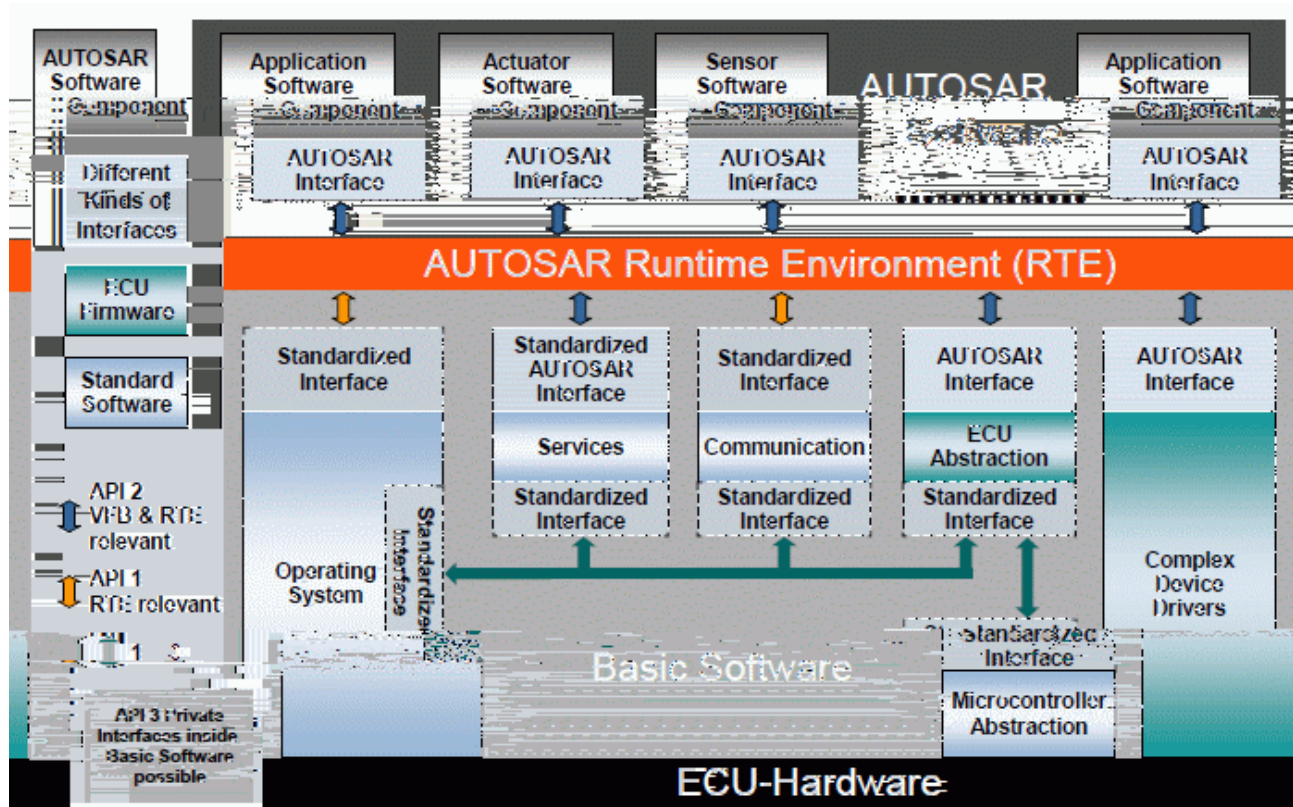 AUTOSAR
Software
Component
Application
Software
Component
Actuator
Software
Component
Sensor
Software
Component
AUTOSAR
Application
Software
Component
Different
Kinds of
Interfaces
AUTOSAR
Interface
AUTOSAR
Interface
AUTOSAR
Interface
AUTOSAR
Interface
AUTOSAR Runtime Environment (RTE)
ECU
Firmware
Standard
Software
Standardized
Interface
Standardized
AUTOSAR
Interface
Standardized
Interface
AUTOSAR
Interface
AUTOSAR
Interface
Services
Communication
ECU
Abstraction
Standardized
Interface
Standardized
Interface
Standardized
Interface
API 2
VFB & RTE
relevant
API 1
RTE relevant
Operating
System
Standardized
Interface
Complex
Device
Drivers
Basic Software
Standardized
Interface
Microcontroller
Abstraction
API 3 Private
Interfaces inside
Basic Software
possible
ECU-Hardware